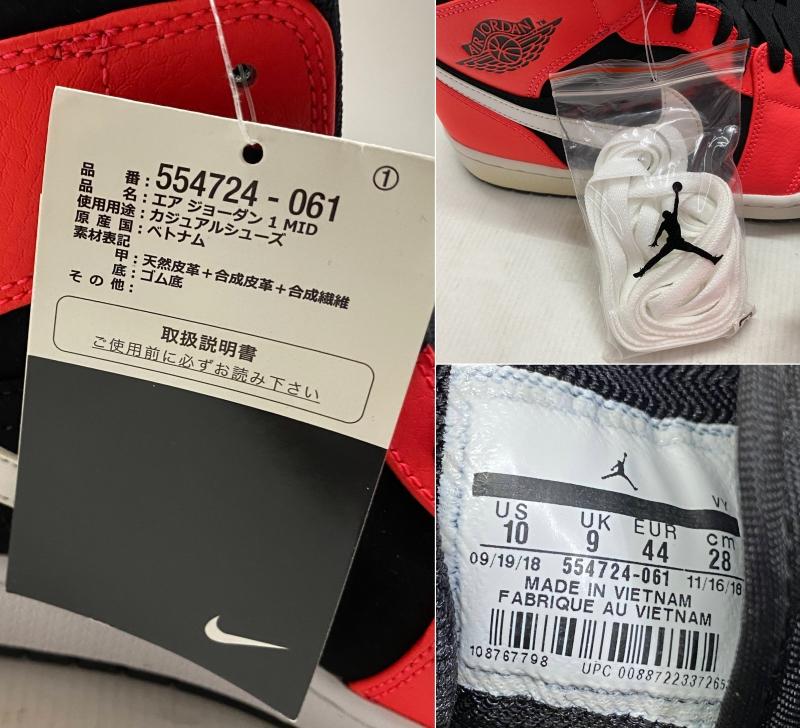 ①
品番：554724 - 061
品名：エア ジョーダン 1 MID
使用用途：カジュアルシューズ
原産国：ベトナム
素材表記
甲：天然皮革＋合成皮革＋合成繊維
底：ゴム底
その他：
取扱説明書
ご使用前に必ずお読み下さい
AIR JORDAN TM
VY
US UK EUR cm
10 9 44 28
09/19/18 554724-061 11/16/18
MADE IN VIETNAM
FABRIQUE AU VIETNAM
108767798 UPC 0088722337265